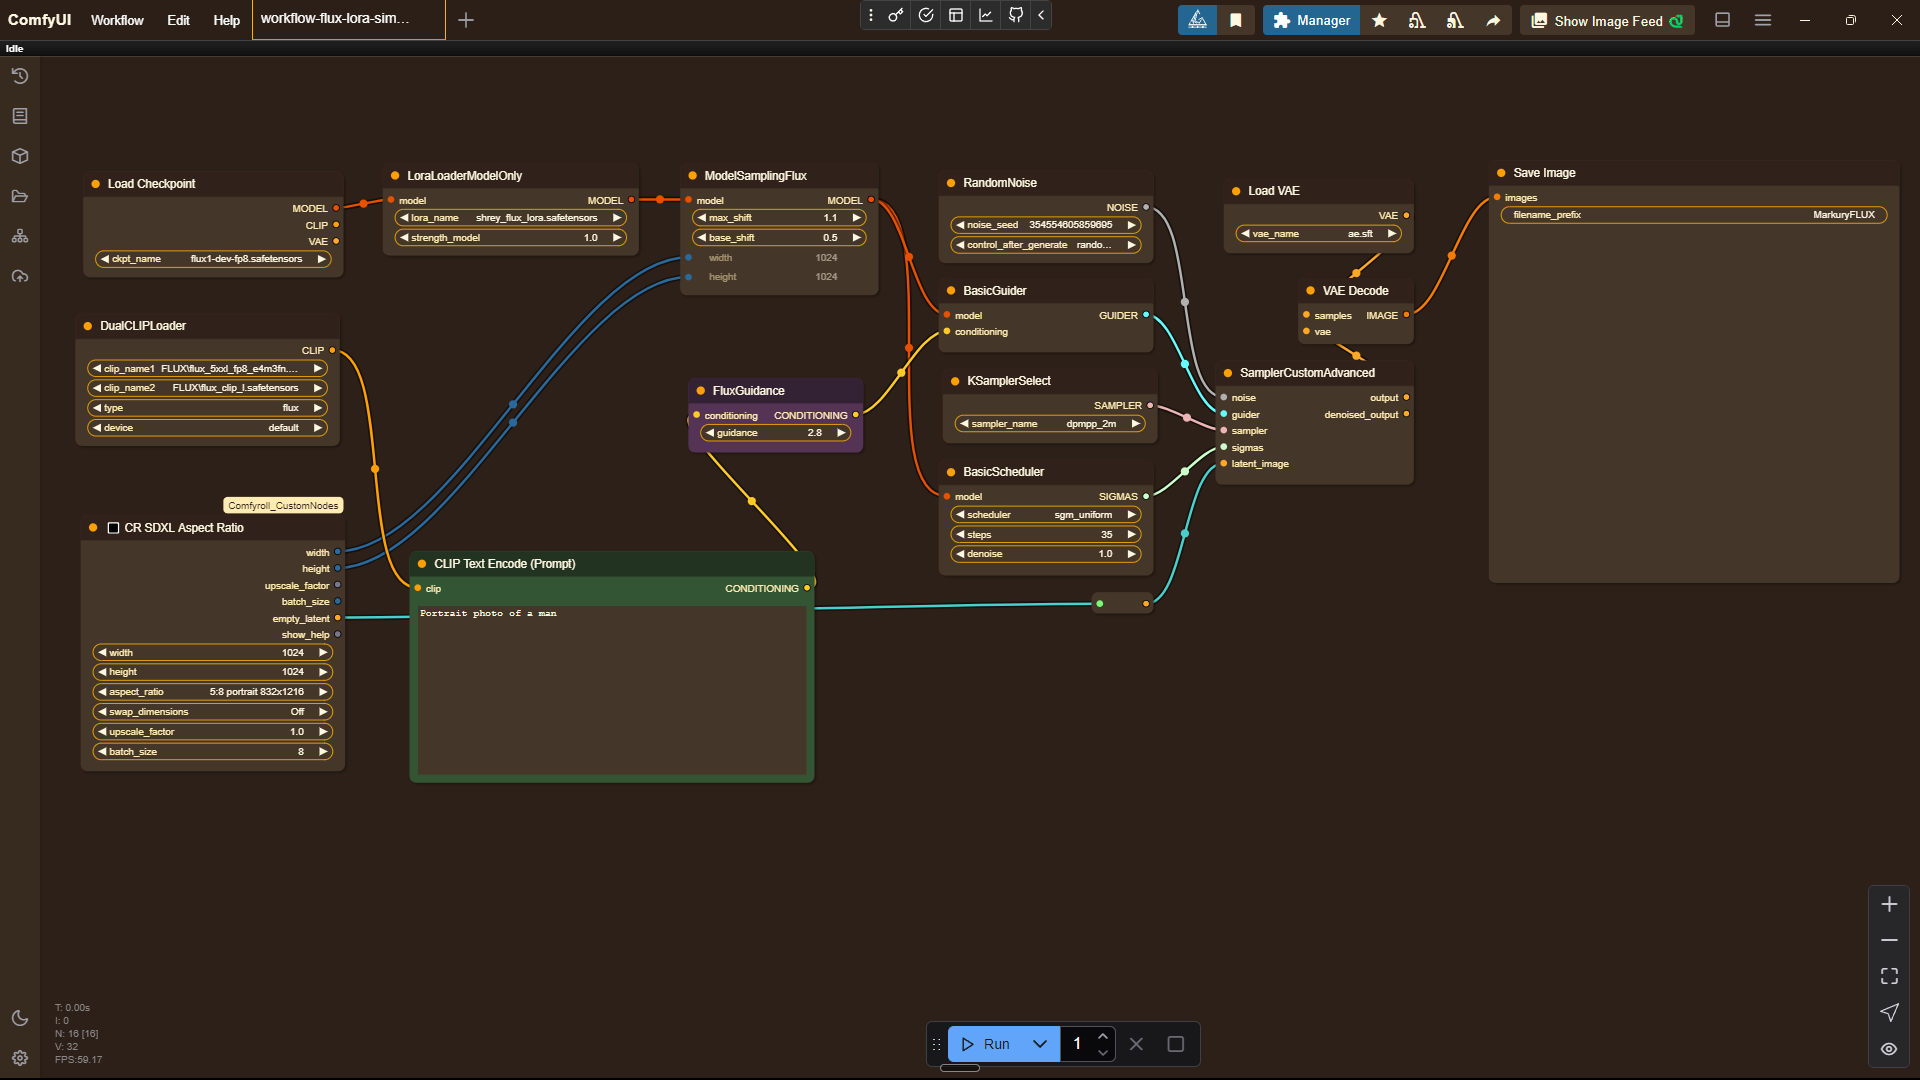 ComfyUI Workflow Edit Help workflow-flux-lora-sim...
Manager Show Image Feed
Idle
Load Checkpoint
MODEL
CLIP
VAE
ckpt_name flux1-dev-fp8.safetensors
LoraLoaderModelOnly
model MODEL
lora_name shrey_flux_lora.safetensors
strength_model 1.0
ModelSamplingFlux
model MODEL
max_shift 1.1
base_shift 0.5
width 1024
height 1024
RandomNoise
NOISE
noise_seed 354554605859695
control_after_generate rando...
Load VAE
VAE
vae_name ae.sft
Save Image
images
filename_prefix MarkuryFLUX
DualCLIPLoader
CLIP
clip_name1 FLUX\flux_5xxl_fp8_e4m3fn....
clip_name2 FLUX\flux_clip_l.safetensors
type flux
device default
BasicGuider
model GUIDER
conditioning
VAE Decode
samples IMAGE
vae
FluxGuidance
conditioning CONDITIONING
guidance 2.8
KSamplerSelect
SAMPLER
sampler_name dpmpp_2m
SamplerCustomAdvanced
noise output
guider denoised_output
sampler
sigmas
latent_image
BasicScheduler
model SIGMAS
scheduler sgm_uniform
steps 35
denoise 1.0
Comfyroll_CustomNodes
CR SDXL Aspect Ratio
width
height
upscale_factor
batch_size
empty_latent
show_help
width 1024
height 1024
aspect_ratio 5:8 portrait 832x1216
swap_dimensions Off
upscale_factor 1.0
batch_size 8
CLIP Text Encode (Prompt)
clip CONDITIONING
Portrait photo of a man
T: 0.00s
I: 0
N: 16 [16]
V: 32
FPS:59.17
Run 1